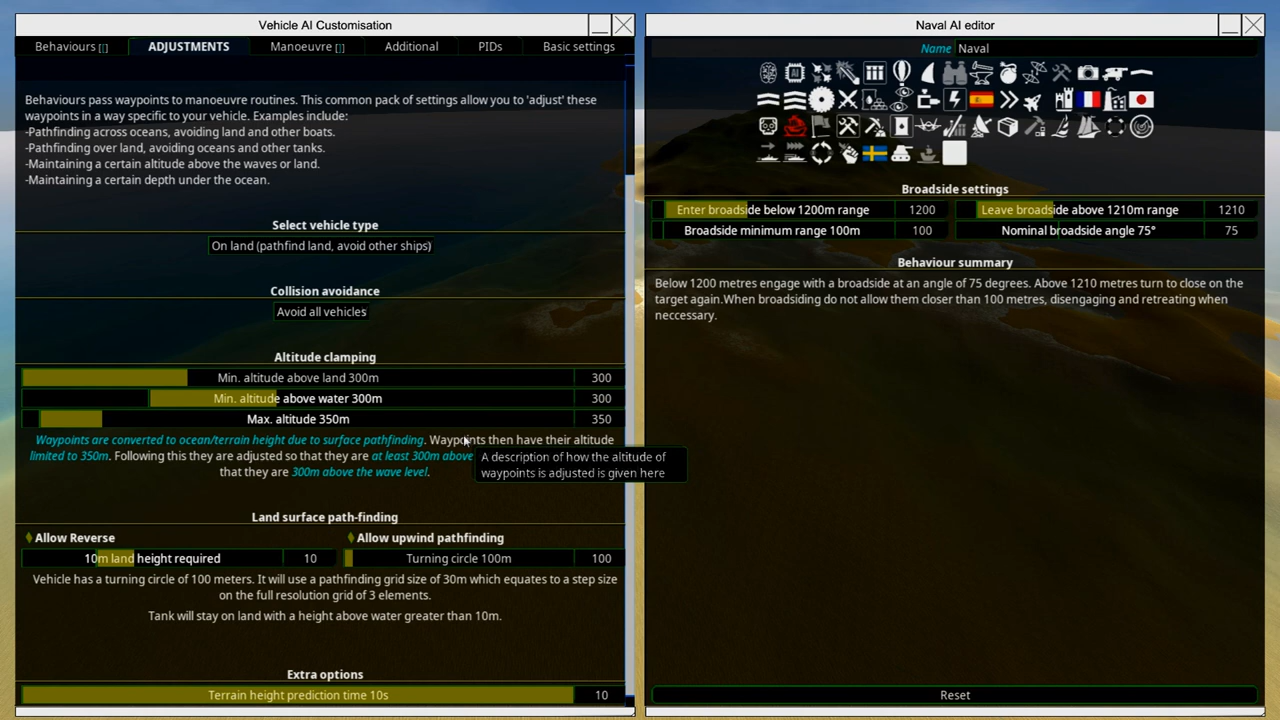 Vehicle AI Customisation
Behaviours []
ADJUSTMENTS
Manoeuvre []
Additional
PIDs
Basic settings
Behaviours pass waypoints to manoeuvre routines. This common pack of settings allow you to 'adjust' these
waypoints in a way specific to your vehicle. Examples include:
-Pathfinding across oceans, avoiding land and other boats.
-Pathfinding over land, avoiding oceans and other tanks.
-Maintaining a certain altitude above the waves or land.
-Maintaining a certain depth under the ocean.
Select vehicle type
On land (pathfind land, avoid other ships)
Collision avoidance
Avoid all vehicles
Altitude clamping
Min. altitude above land 300m 300
Min. altitude above water 300m 300
Max. altitude 350m 350
Waypoints are converted to ocean/terrain height due to surface pathfinding. Waypoints then have their altitude
limited to 350m. Following this they are adjusted so that they are at least 300m above
that they are 300m above the wave level.
A description of how the altitude of
waypoints is adjusted is given here
Land surface path-finding
Allow Reverse
Allow upwind pathfinding
10m land height required 10
Turning circle 100m 100
Vehicle has a turning circle of 100 meters. It will use a pathfinding grid size of 30m which equates to a step size
on the full resolution grid of 3 elements.
Tank will stay on land with a height above water greater than 10m.
Extra options
Terrain height prediction time 10s 10
Naval AI editor
Name Naval
AI
Broadside settings
Enter broadside below 1200m range 1200
Leave broadside above 1210m range 1210
Broadside minimum range 100m 100
Nominal broadside angle 75° 75
Behaviour summary
Below 1200 metres engage with a broadside at an angle of 75 degrees. Above 1210 metres turn to close on the
target again.When broadsiding do not allow them closer than 100 metres, disengaging and retreating when
neccessary.
Reset